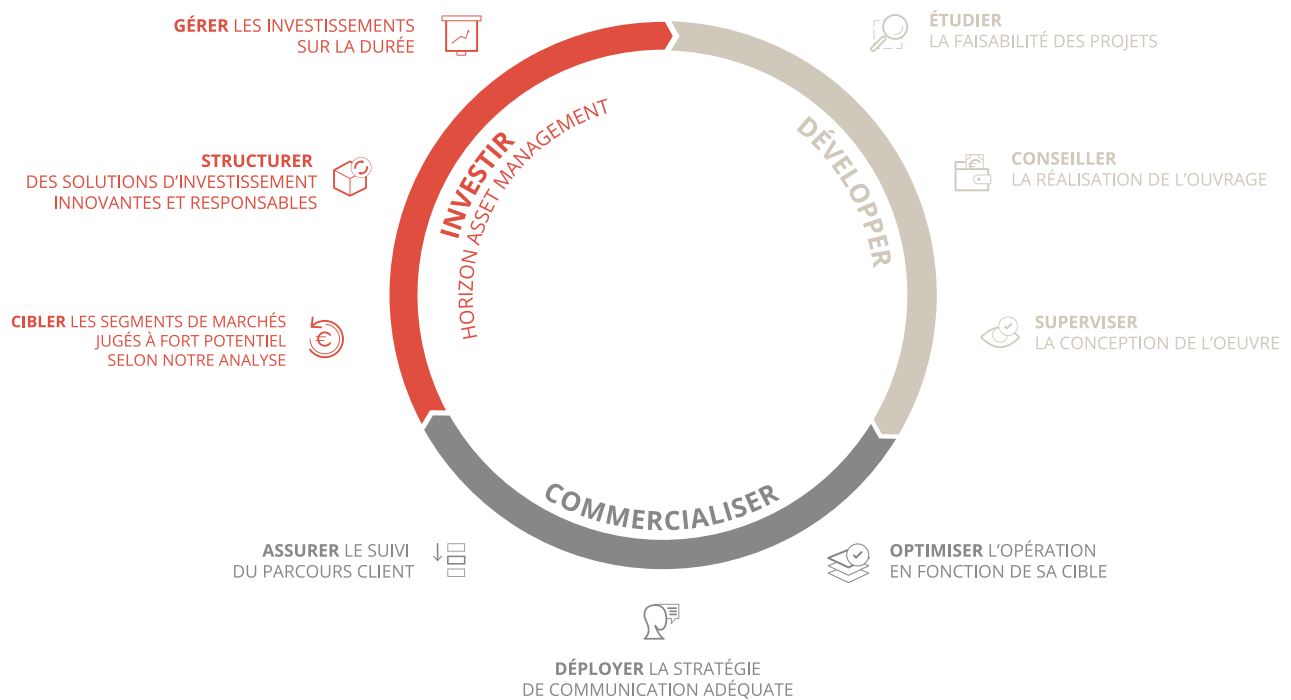 GÉRER LES INVESTISSEMENTS
SUR LA DURÉE
STRUCTURER
DES SOLUTIONS D'INVESTISSEMENT
INNOVANTES ET RESPONSABLES
CIBLER LES SEGMENTS DE MARCHÉS
JUGÉS À FORT POTENTIEL
SELON NOTRE ANALYSE
INVESTIR
HORIZON ASSET MANAGEMENT
DÉVELOPPER
ÉTUDIER
LA FAISABILITÉ DES PROJETS
CONSEILLER
LA RÉALISATION DE L'OUVRAGE
SUPERVISER
LA CONCEPTION DE L'OEUVRE
COMMERCIALISER
ASSURER LE SUIVI
DU PARCOURS CLIENT
OPTIMISER L'OPÉRATION
EN FONCTION DE SA CIBLE
DÉPLOYER LA STRATÉGIE
DE COMMUNICATION ADÉQUATE